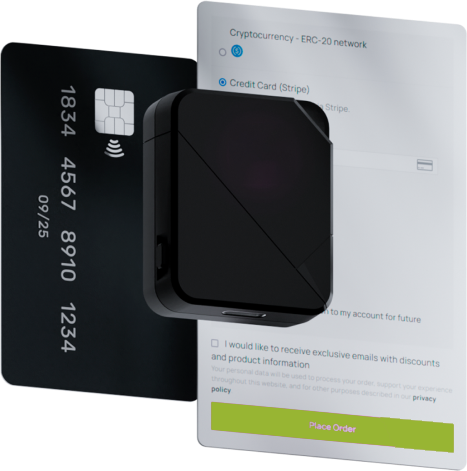 1834 4567 8910 1234
09/25
Cryptocurrency - ERC-20 network
Credit Card (Stripe)
Stripe.
n to my account for future
I would like to receive exclusive emails with discounts
and product information
Your personal data will be used to process your order, support your experience
throughout this website, and for other purposes described in our privacy
policy
Place Order